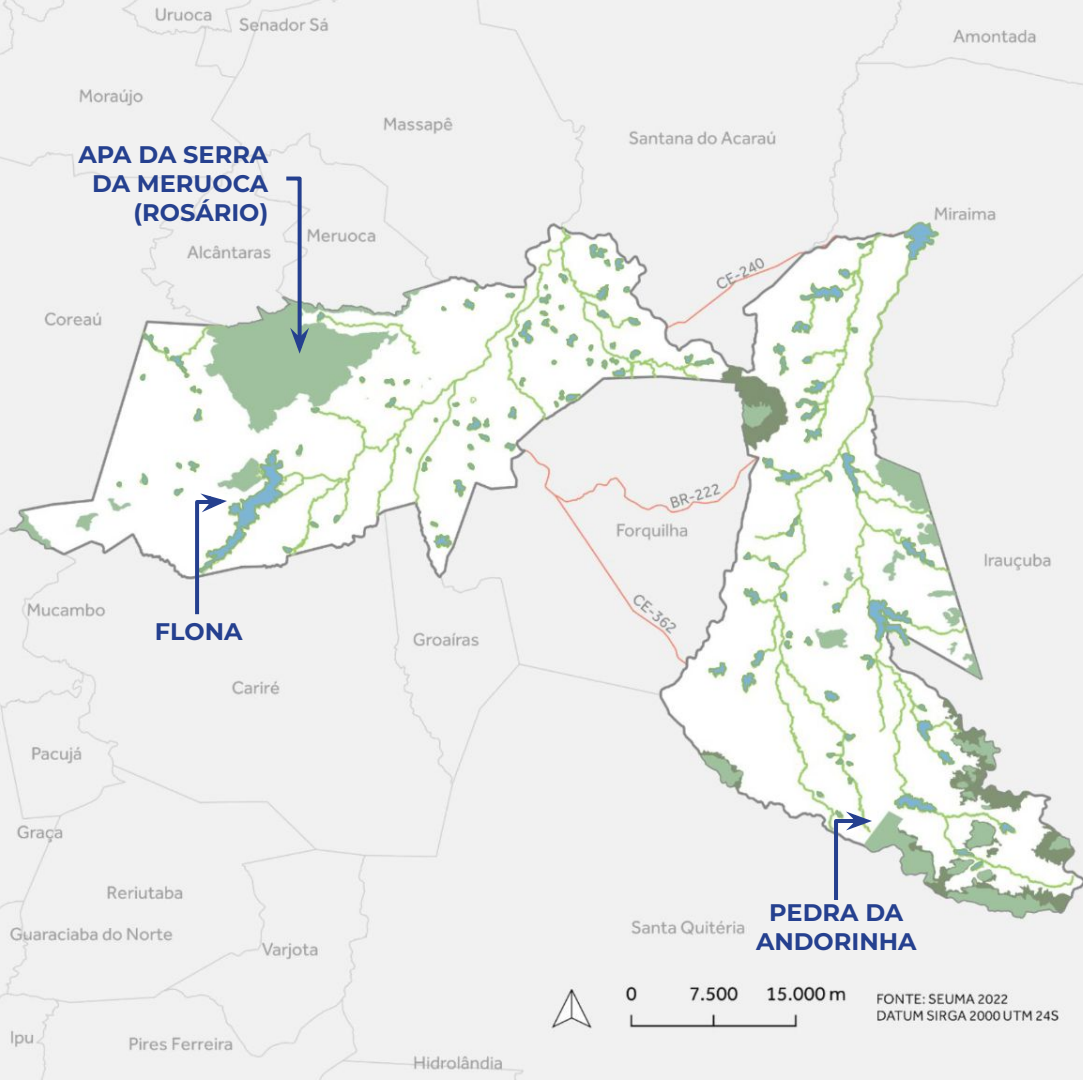 Uruoca
Senador Sá
Amontada
Moraújo
Massapê
Santana do Acaraú
APA DA SERRA
DA MERUOCA
(ROSÁRIO)
Miraima
Meruoca
Alcântaras
CE-240
Coreaú
BR-222
Forquilha
Irauçuba
CE-362
Mucambo
FLONA
Groaíras
Cariré
Pacujá
Graça
Reriutaba
PEDRA DA
ANDORINHA
Santa Quitéria
Guaraciaba do Norte
Varjota
0 7.500 15.000 m
FONTE: SEUMA 2022
DATUM SIRGA 2000 UTM 24S
Ipu
Pires Ferreira
Hidrolândia